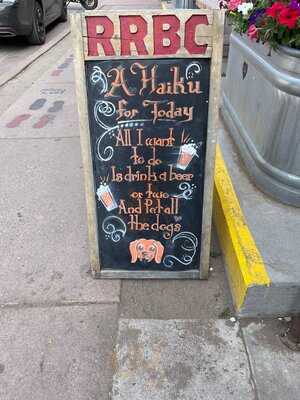 RRBC
A Haiku
for Today
All I want
to do
Is drink a beer
or two
And Pet all
the dogs